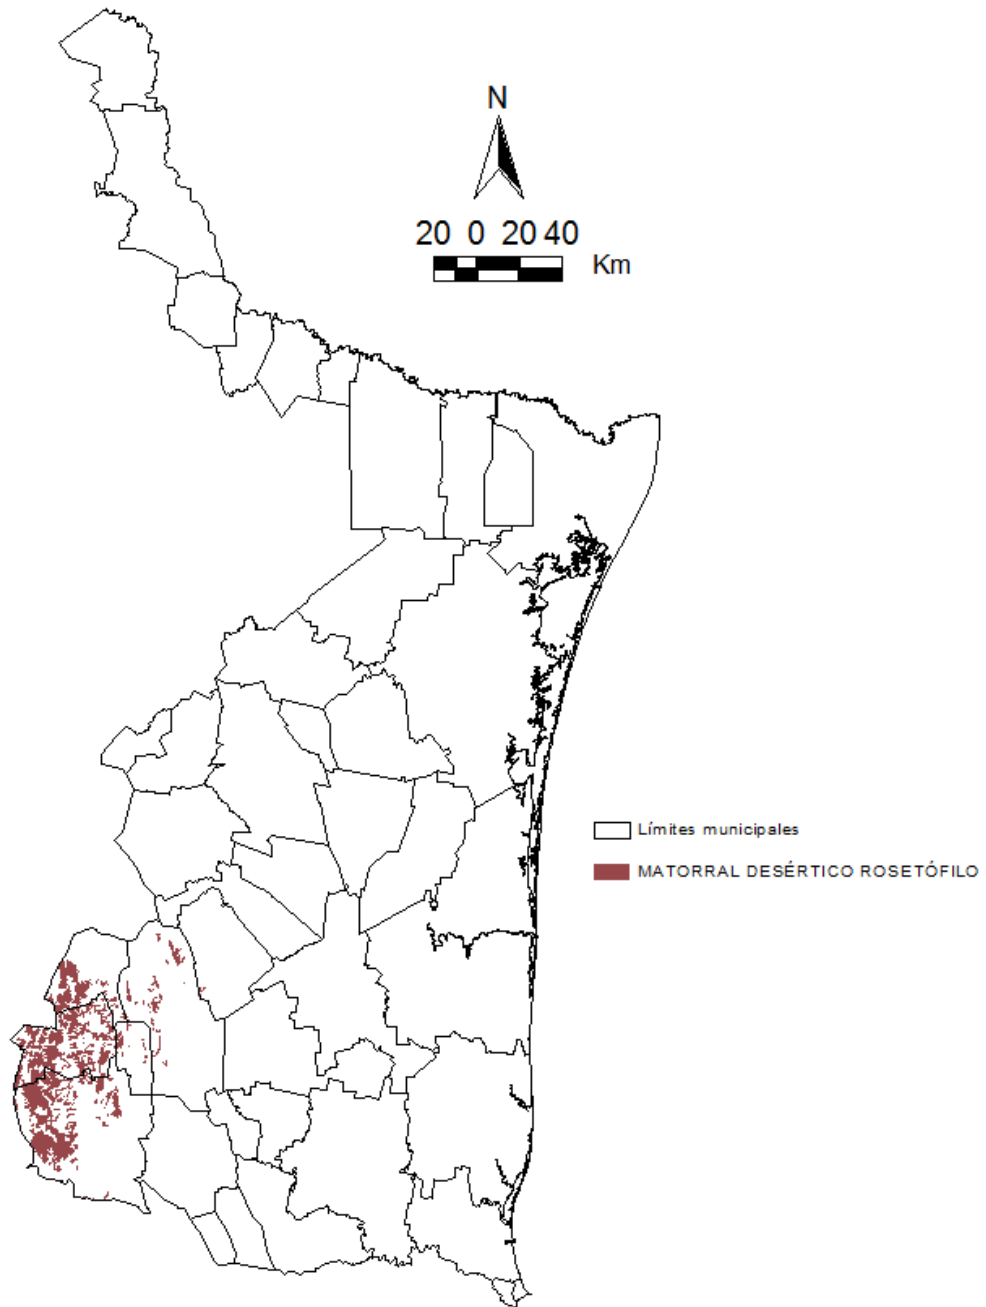 N
20 0 20 40
Km
Límites municipales
MATORRAL DESÉRTICO ROSETÓFILO